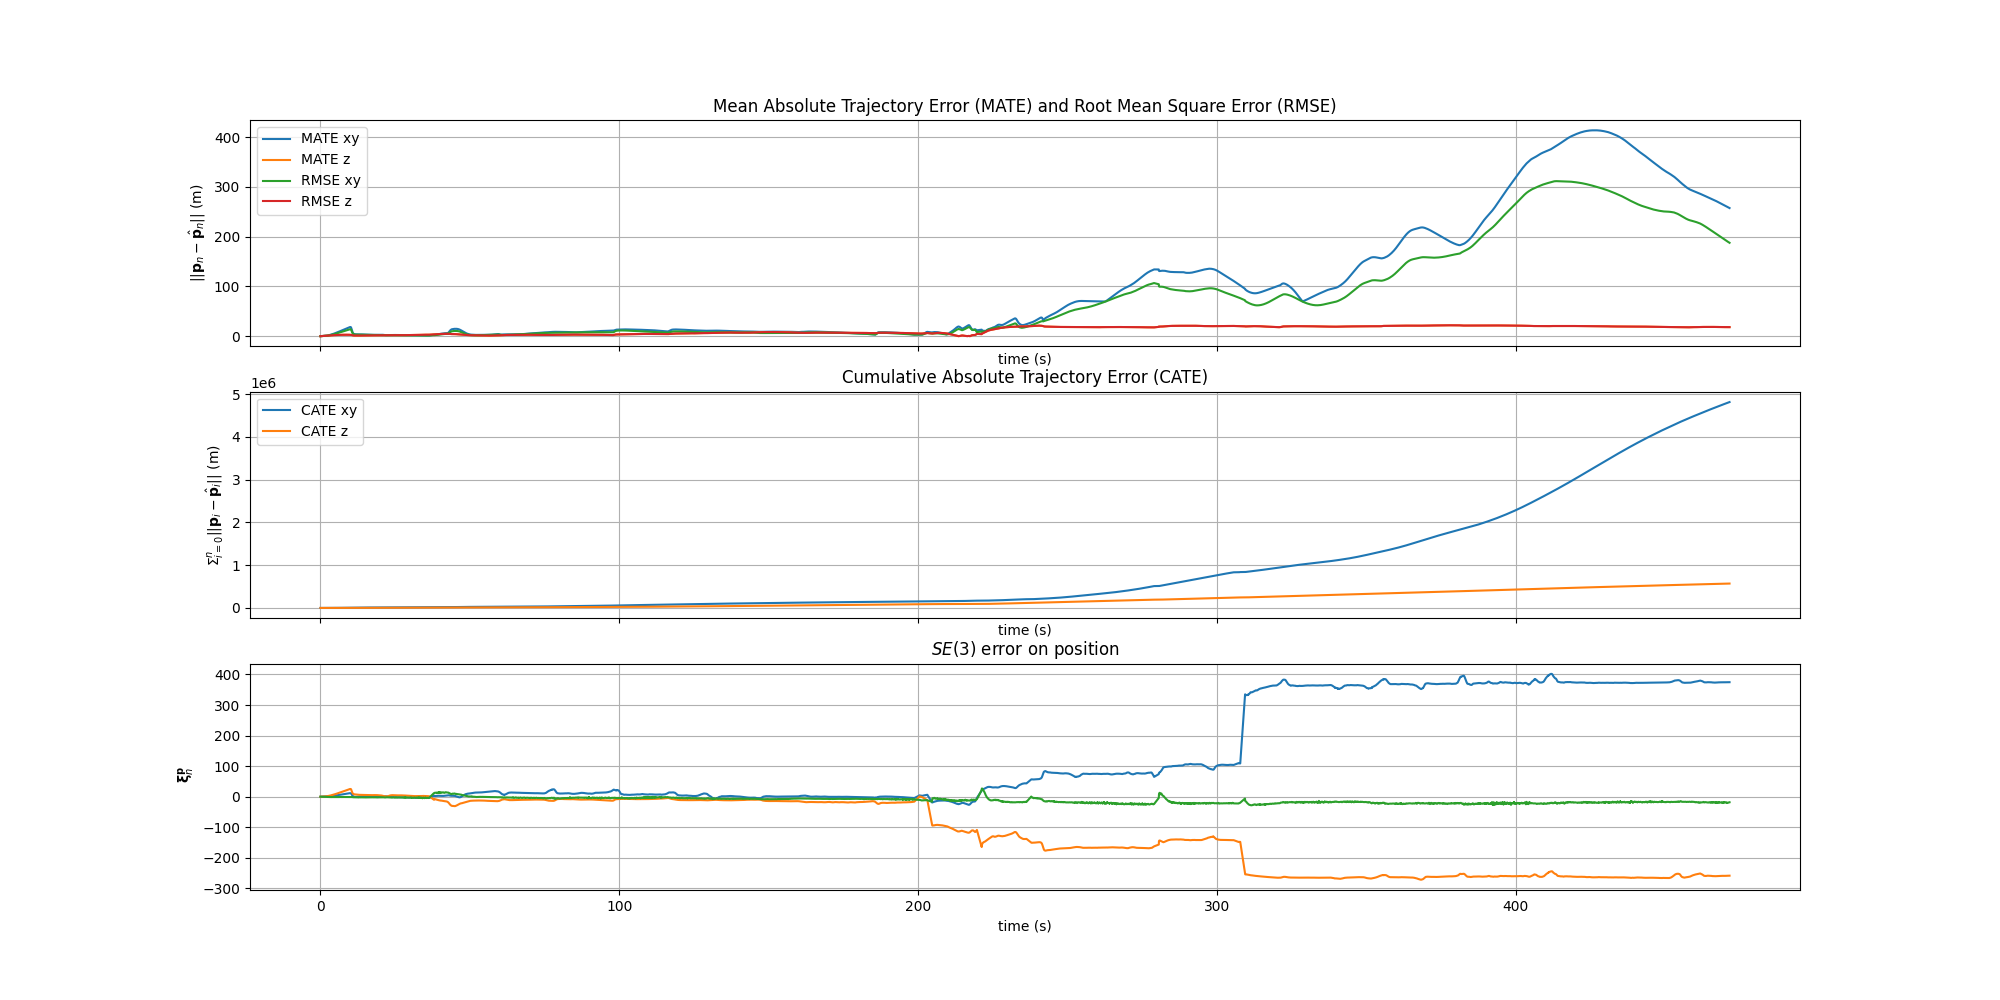 Mean Absolute Trajectory Error (MATE) and Root Mean Square Error (RMSE)
400
300
200
100
0
||𝐩ₙ − 𝐩̂ₙ|| (m)
MATE xy
MATE z
RMSE xy
RMSE z
time (s)
Cumulative Absolute Trajectory Error (CATE)
1e6
5
4
3
2
1
0
Σⁿᵢ₌₀||𝐩ᵢ − 𝐩̂ᵢ|| (m)
CATE xy
CATE z
time (s)
SE(3) error on position
400
300
200
100
0
−100
−200
−300
𝛏ₙᵖ
0 100 200 300 400
time (s)